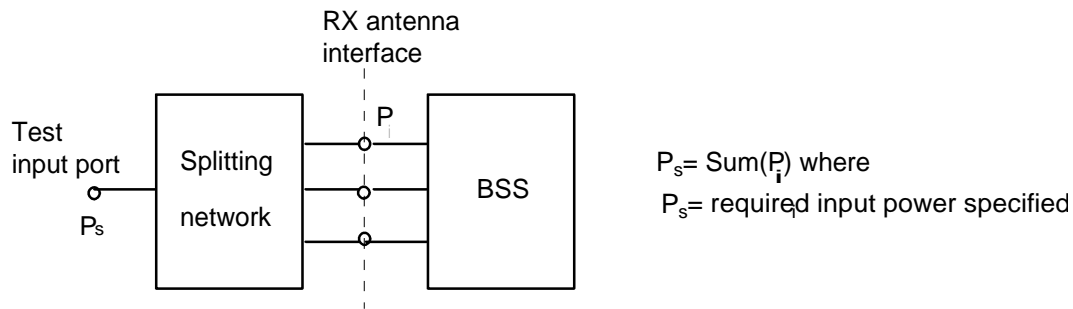 RX antenna
interface
P
Test
input port
Ps
Splitting
network
BSS
Ps= Sum(Pi) where
Ps= required input power specified